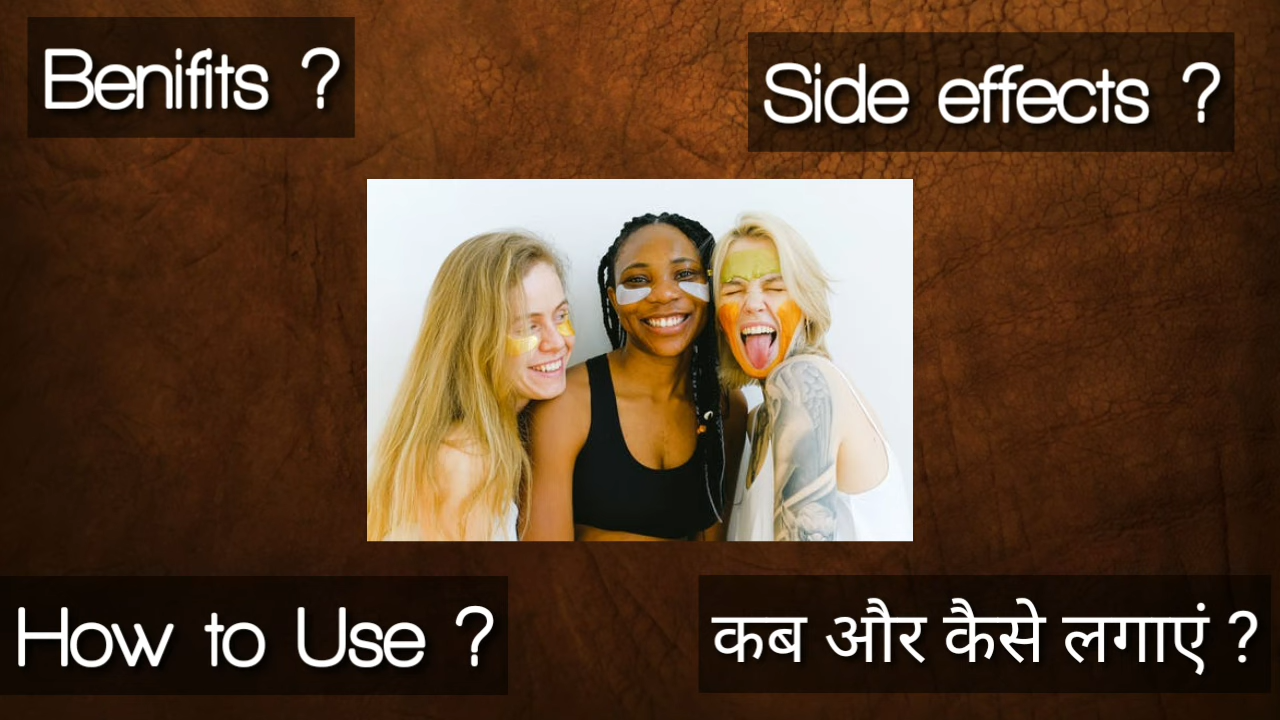 Benifits ?
Side effects ?
How to Use ?
कब और कैसे लगाएं ?